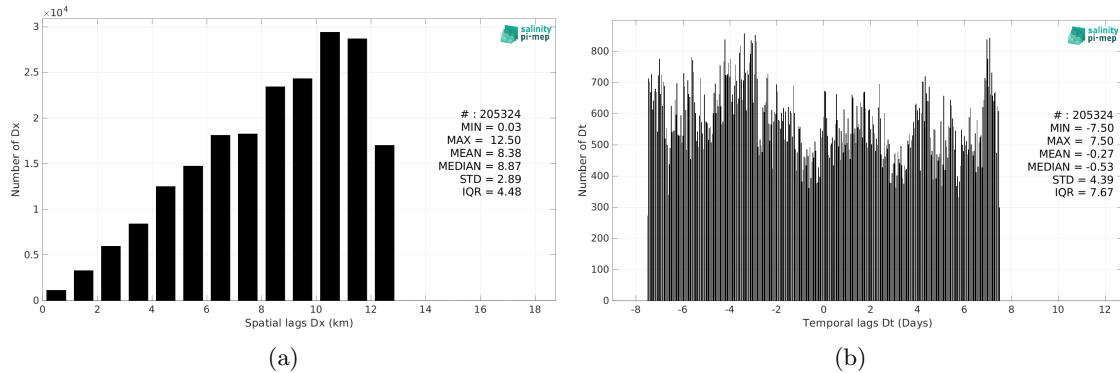 ×10⁴
3
2.5
2
1.5
1
0.5
0
0 2 4 6 8 10 12 14 16 18
Number of Dx
Spatial lags Dx (km)
salinity
pi-mep
# : 205324
MIN = 0.03
MAX = 12.50
MEAN = 8.38
MEDIAN = 8.87
STD = 2.89
IQR = 4.48
(a)
800
700
600
500
400
300
200
100
0
-8 -6 -4 -2 0 2 4 6 8 10 12
Number of Dt
Temporal lags Dt (Days)
salinity
pi-mep
# : 205324
MIN = -7.50
MAX = 7.50
MEAN = -0.27
MEDIAN = -0.53
STD = 4.39
IQR = 7.67
(b)